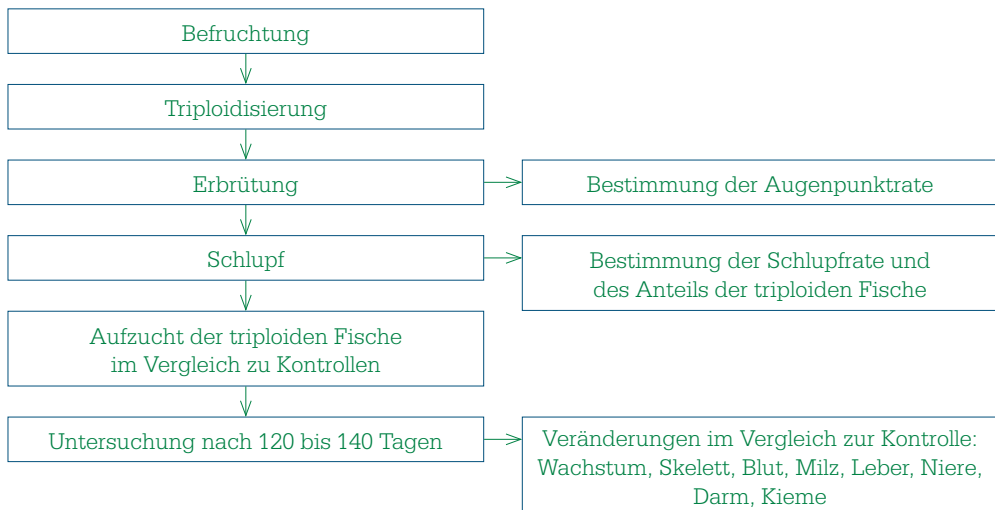 Befruchtung
Triploidisierung
Erbrütung
Bestimmung der Augenpunktrate
Schlupf
Bestimmung der Schlupfrate und
des Anteils der triploiden Fische
Aufzucht der triploiden Fische
im Vergleich zu Kontrollen
Untersuchung nach 120 bis 140 Tagen
Veränderungen im Vergleich zur Kontrolle:
Wachstum, Skelett, Blut, Milz, Leber, Niere,
Darm, Kieme